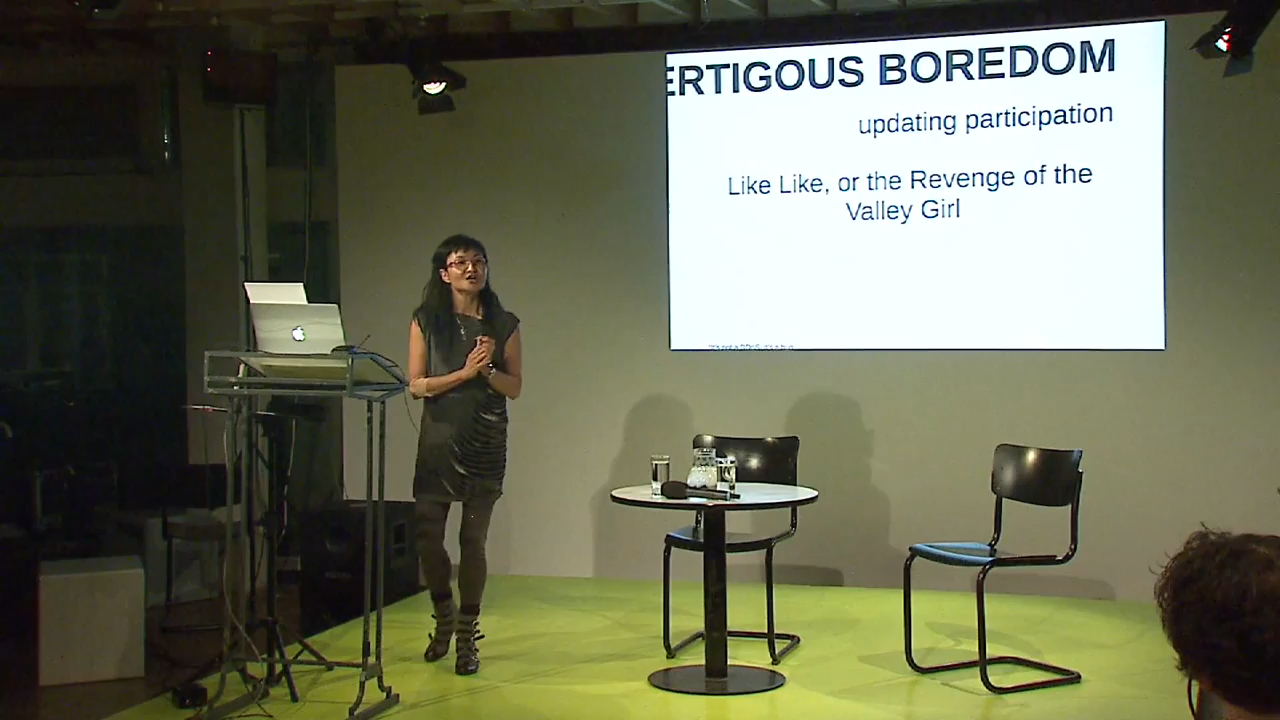 ERTIGOUS BOREDOM
updating participation
Like Like, or the Revenge of the
Valley Girl